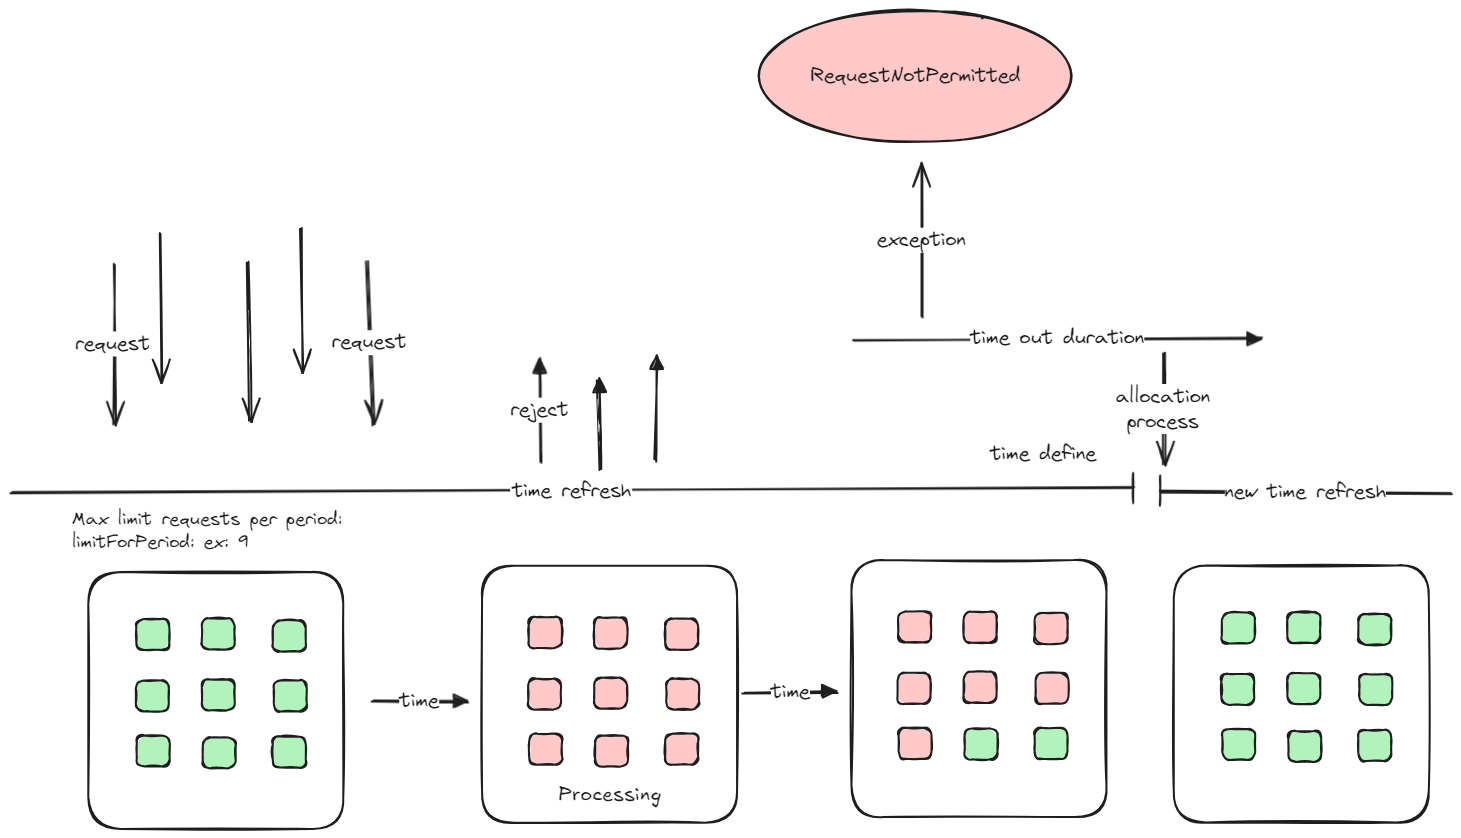 RequestNotPermitted
exception
time out duration
request
request
reject
allocation
process
time define
time refresh
new time refresh
Max limit requests per period:
limitForPeriod: ex: 9
time
time
Processing